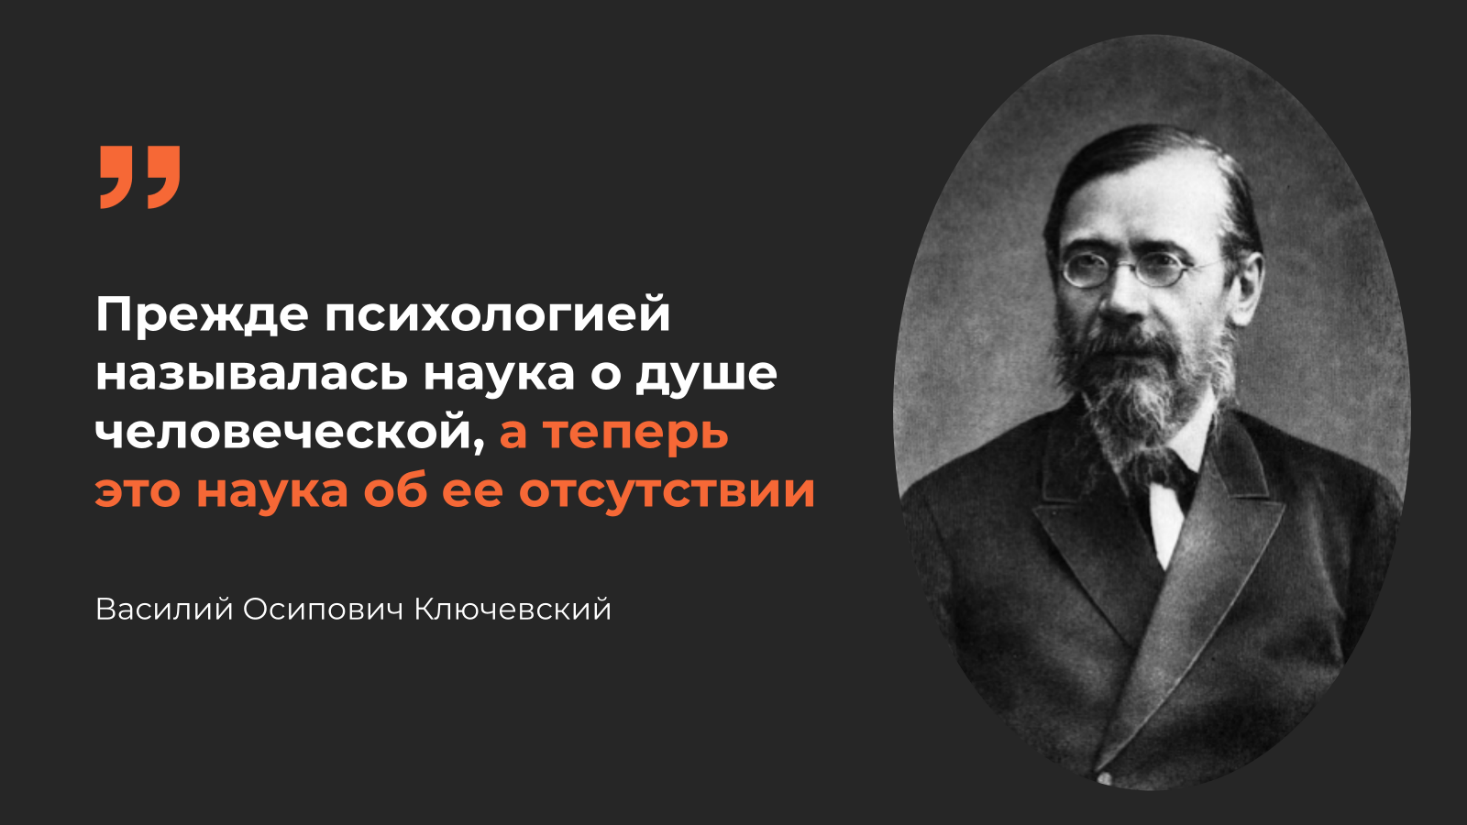 ”
Прежде психологией
называлась наука о душе
человеческой, а теперь
это наука об ее отсутствии
Василий Осипович Ключевский